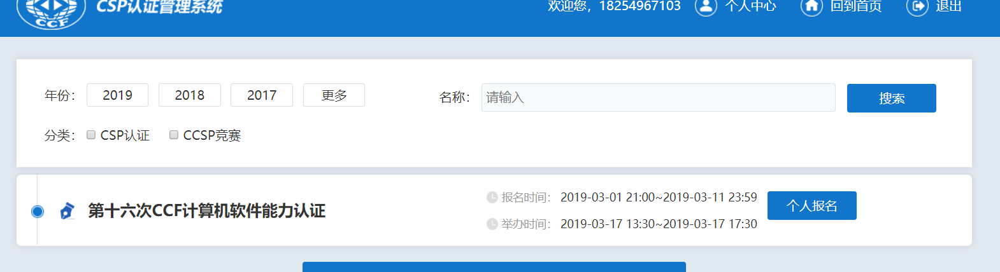 CSP认证管理系统
CCF
欢迎您，18254967103 个人中心 回到首页 退出
年份： 2019 2018 2017 更多 名称： 请输入 搜索
分类： CSP认证 CCSP竞赛
第十六次CCF计算机软件能力认证
报名时间： 2019-03-01 21:00~2019-03-11 23:59 个人报名
举办时间： 2019-03-17 13:30~2019-03-17 17:30